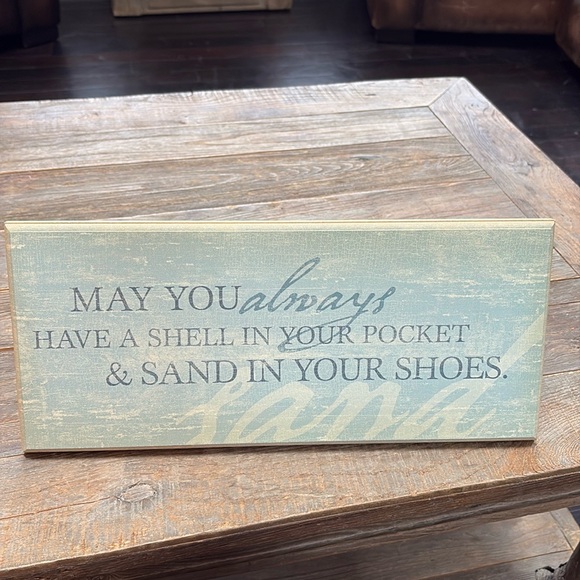 MAY YOU always
HAVE A SHELL IN YOUR POCKET
& SAND IN YOUR SHOES.
sand